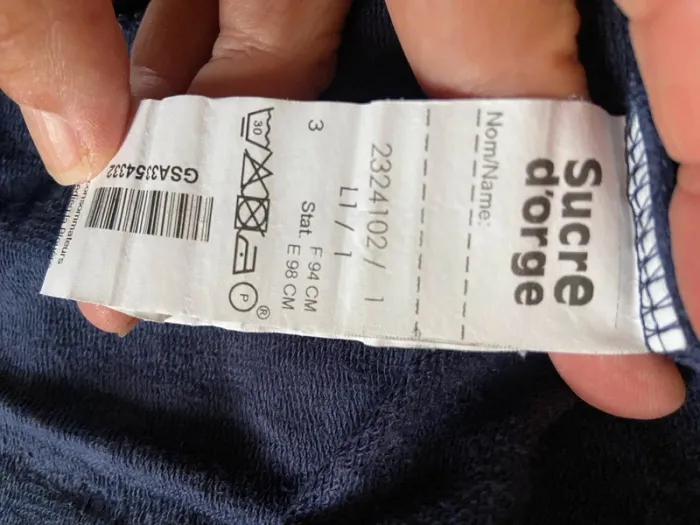 Sucre
d'orge
Nom/Name:
2324102 / 1
L1 / 1
3
Stat. F 94 CM
E 98 CM
30
P
®
GSA3354332